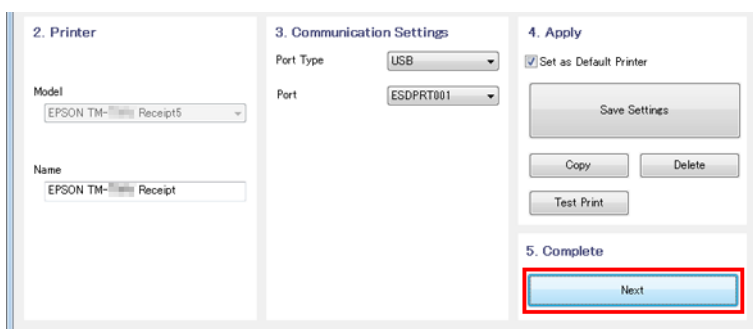 2. Printer
Model
EPSON TM- Receipt5
Name
EPSON TM- Receipt
3. Communication Settings
Port Type USB
Port ESDPRT001
4. Apply
Set as Default Printer
Save Settings
Copy Delete
Test Print
5. Complete
Next